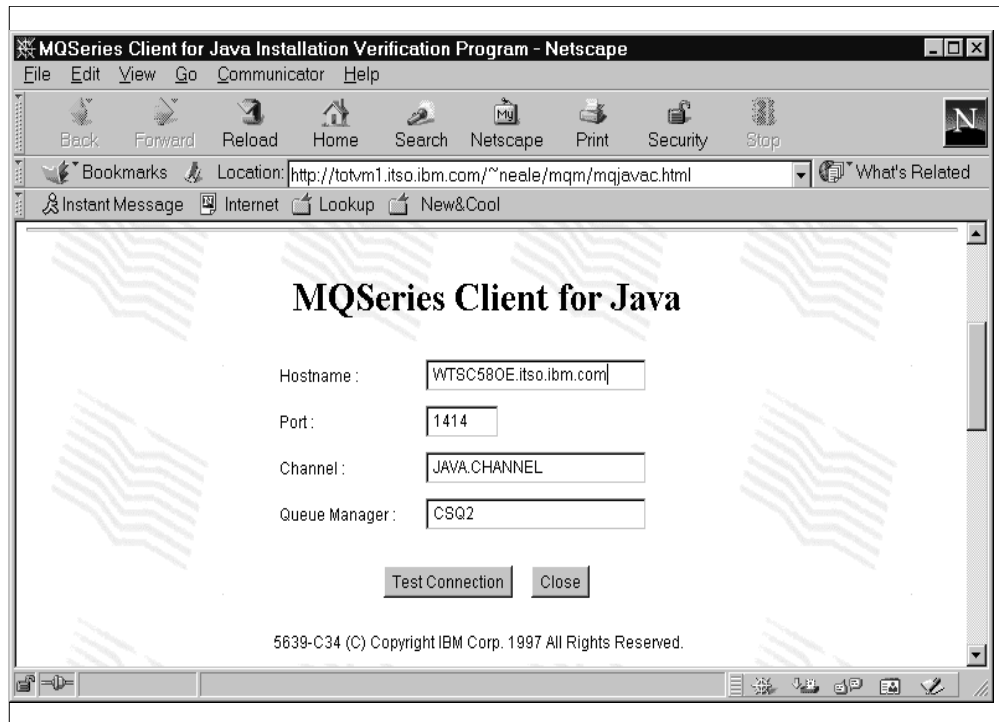 MQSeries Client for Java Installation Verification Program - Netscape
File Edit View Go Communicator Help
Back Forward Reload Home Search Netscape Print Security Stop
My
N
Bookmarks Location: http://totvm1.itso.ibm.com/~neale/mqm/mqjavac.html What's Related
Instant Message Internet Lookup New&Cool
MQSeries Client for Java
Hostname : WTSC58OE.itso.ibm.com
Port : 1414
Channel : JAVA.CHANNEL
Queue Manager : CSQ2
Test Connection Close
5639-C34 (C) Copyright IBM Corp. 1997 All Rights Reserved.